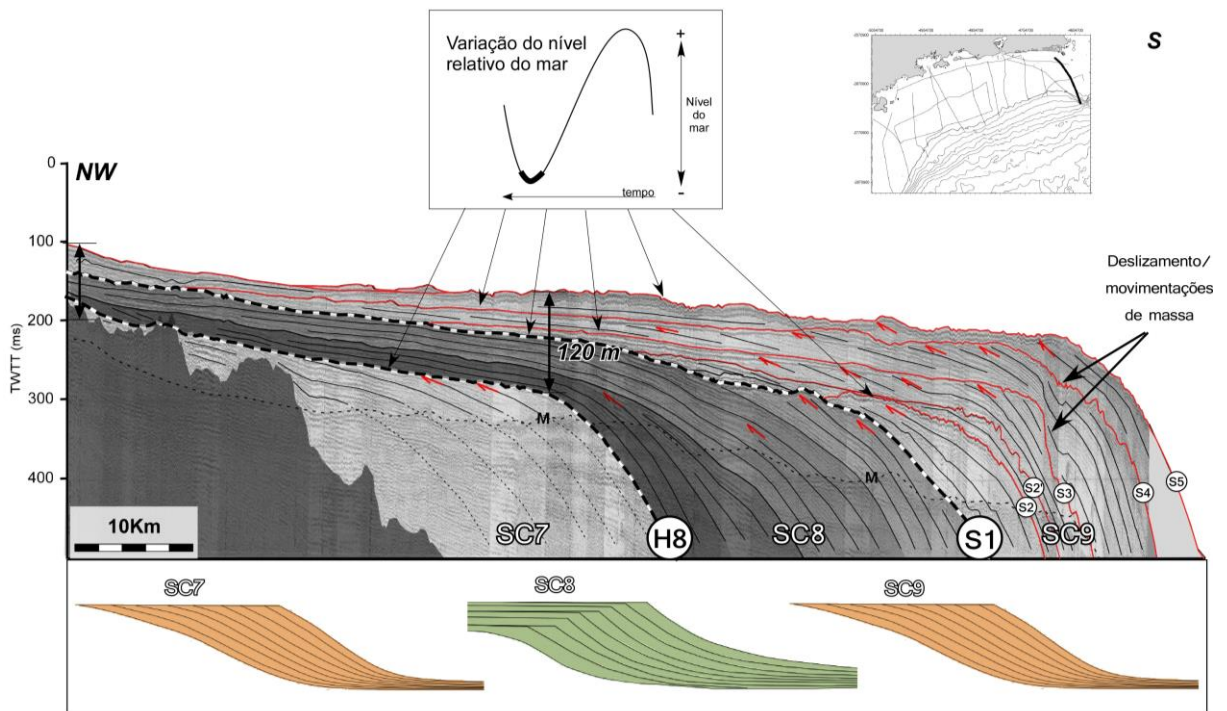 Variação do nível
relativo do mar
+
Nível
do
mar
-
tempo
S
NW
0
100
200
300
400
TWTT (ms)
120 m
Deslizamento/
movimentações
de massa
M
M
10Km
SC7
H8
SC8
S1
S2
S2'
S3
SC9
S4
S5
SC7
SC8
SC9